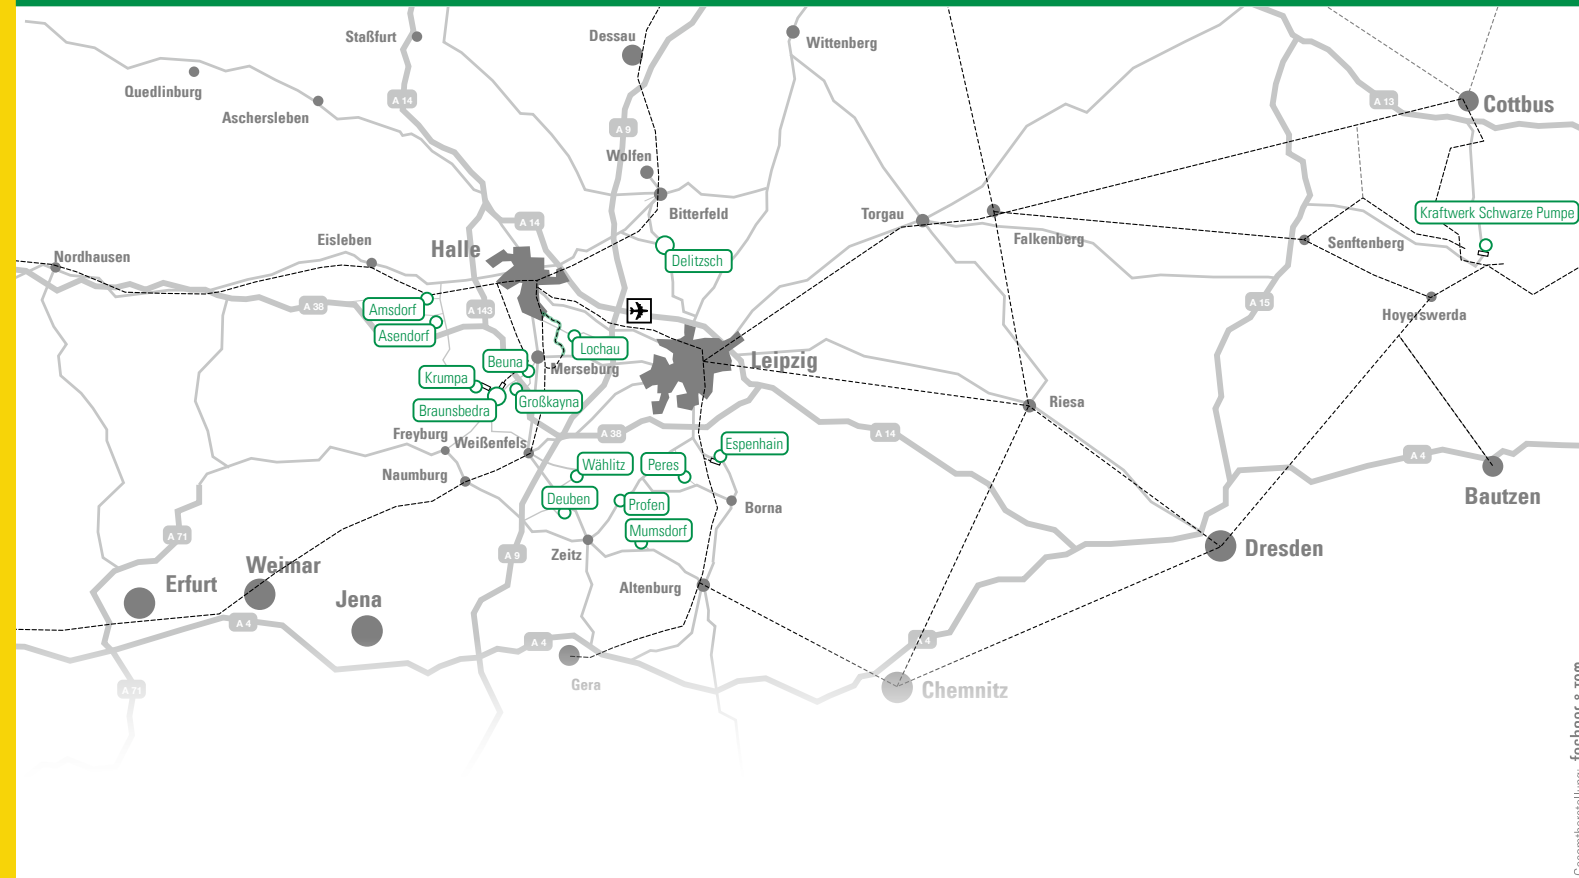 Staßfurt
Dessau
Wittenberg
Quedlinburg
Aschersleben
A 14
A 9
A 13
Cottbus
Wolfen
Bitterfeld
Torgau
Falkenberg
Kraftwerk Schwarze Pumpe
Senftenberg
Nordhausen
Eisleben
Halle
A 14
Delitzsch
Amsdorf
Asendorf
A 38
A 143
A 15
Hoyerswerda
Lochau
Beuna
Merseburg
Leipzig
Krumpa
Braunsbedra
Großkayna
Riesa
Freyburg
Weißenfels
A 38
A 14
Espenhain
A 4
Naumburg
Wählitz
Peres
Bautzen
Deuben
Profen
Borna
Mumsdorf
A 71
A 9
Zeitz
Dresden
Weimar
Erfurt
Jena
Altenburg
A 4
A 4
A 4
Gera
Chemnitz
A 71